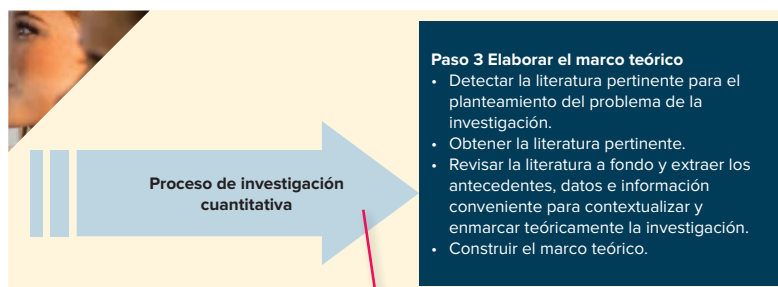 Proceso de investigación
cuantitativa
Paso 3 Elaborar el marco teórico
• Detectar la literatura pertinente para el
planteamiento del problema de la
investigación.
• Obtener la literatura pertinente.
• Revisar la literatura a fondo y extraer los
antecedentes, datos e información
conveniente para contextualizar y
enmarcar teóricamente la investigación.
• Construir el marco teórico.